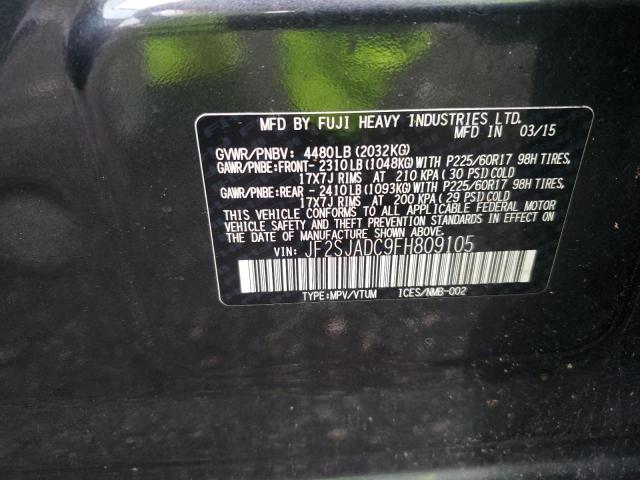 MFD BY FUJI HEAVY INDUSTRIES LTD.
MFD IN 03/15
GVWR/PNBV: 4480LB(2032KG)
GAWR/PNBE:FRONT-2310LB(1048KG)WITH P225/60R17 98H TIRES,
17X7J RIMS AT 210 KPA(30 PSI)COLD
GAWR/PNBE:REAR -2410LB(1093KG)WITH P225/60R17 98H TIRES,
17X7J RIMS AT 200 KPA(29 PSI)COLD
THIS VEHICLE CONFORMS TO ALL APPLICABLE FEDERAL MOTOR
VEHICLE SAFETY AND THEFT PREVENTION STANDARDS IN EFFECT
ON THE DATE OF MANUFACTURE SHOWN ABOVE.
VIN: JF2SJADC9FH809105
TYPE:MPV/VTUM ICES/NMB-002